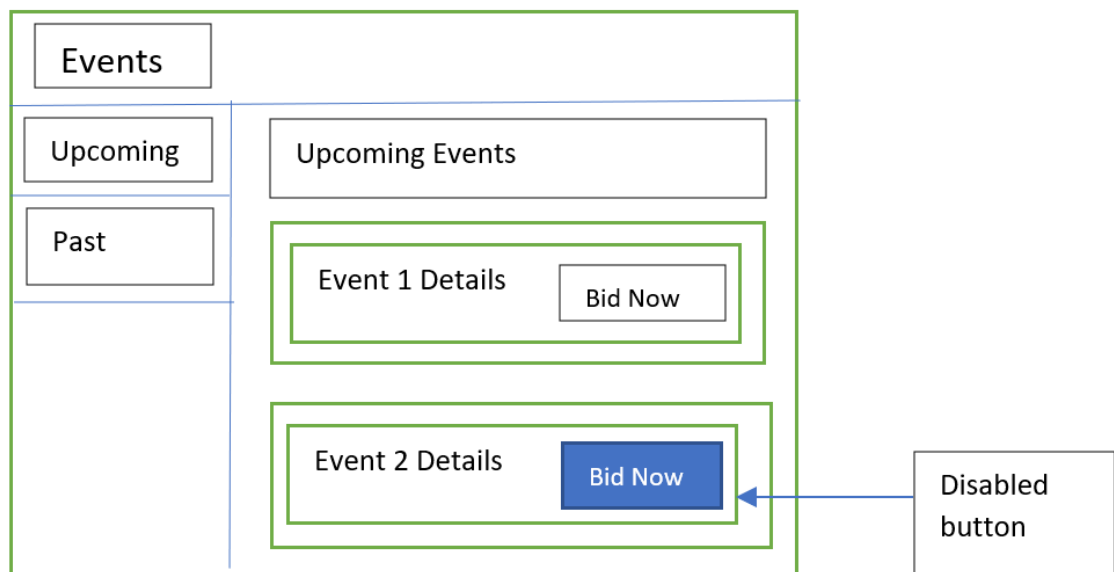 Events
Upcoming
Upcoming Events
Past
Event 1 Details
Bid Now
Event 2 Details
Bid Now
Disabled
button